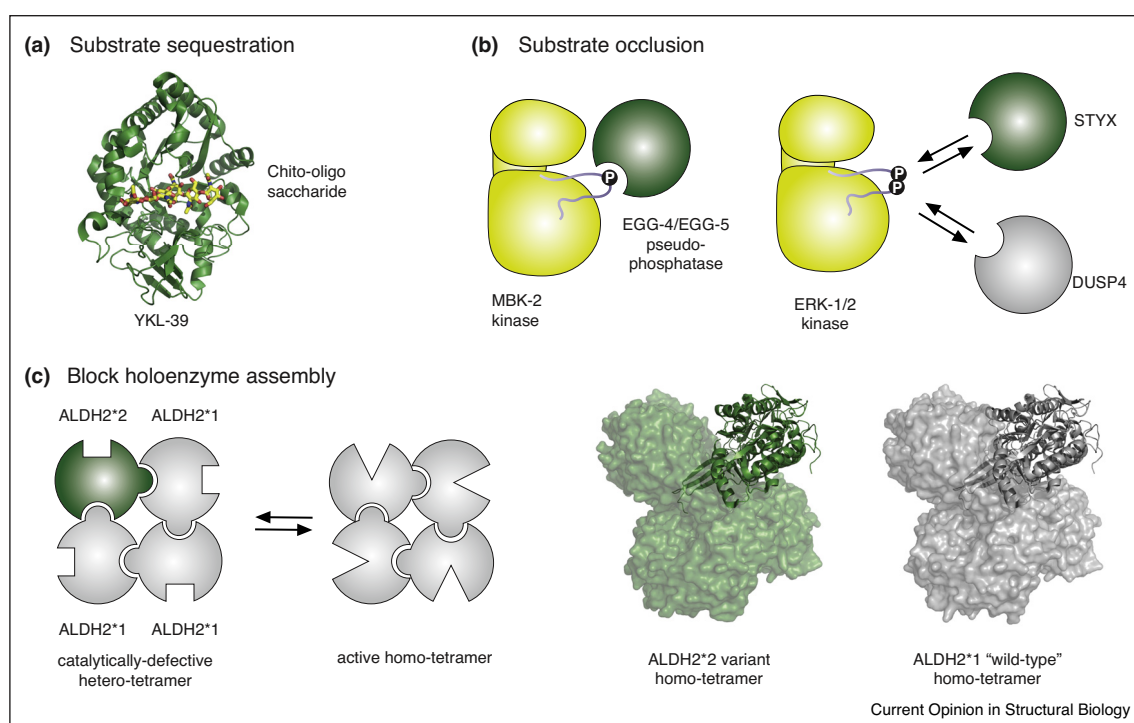 (a) Substrate sequestration
Chito-oligo
saccharide
YKL-39
(b) Substrate occlusion
P
EGG-4/EGG-5
pseudo-
phosphatase
MBK-2
kinase
P
P
ERK-1/2
kinase
STYX
DUSP4
(c) Block holoenzyme assembly
ALDH2*2 ALDH2*1
ALDH2*1 ALDH2*1
catalytically-defective
hetero-tetramer
active homo-tetramer
ALDH2*2 variant
homo-tetramer
ALDH2*1 “wild-type”
homo-tetramer
Current Opinion in Structural Biology